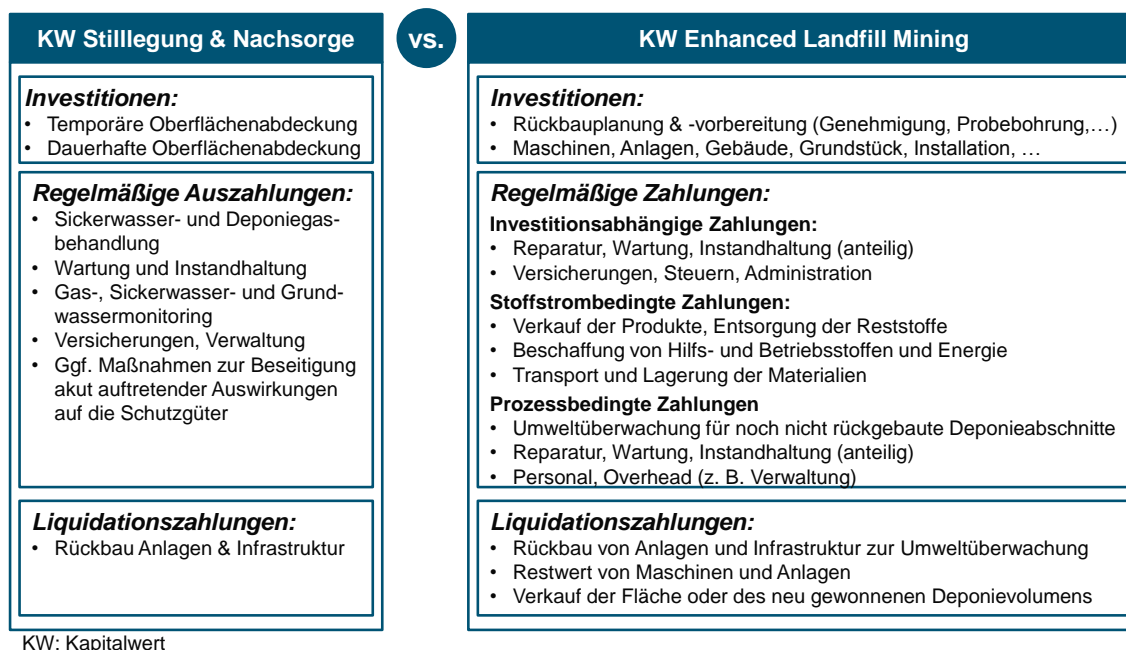 KW Stilllegung & Nachsorge
vs.
KW Enhanced Landfill Mining
Investitionen:
• Temporäre Oberflächenabdeckung
• Dauerhafte Oberflächenabdeckung
Regelmäßige Auszahlungen:
• Sickerwasser- und Deponiegas-
behandlung
• Wartung und Instandhaltung
• Gas-, Sickerwasser- und Grund-
wassermonitoring
• Versicherungen, Verwaltung
• Ggf. Maßnahmen zur Beseitigung
akut auftretender Auswirkungen
auf die Schutzgüter
Liquidationszahlungen:
• Rückbau Anlagen & Infrastruktur
Investitionen:
• Rückbauplanung & -vorbereitung (Genehmigung, Probebohrung,…)
• Maschinen, Anlagen, Gebäude, Grundstück, Installation, …
Regelmäßige Zahlungen:
Investitionsabhängige Zahlungen:
• Reparatur, Wartung, Instandhaltung (anteilig)
• Versicherungen, Steuern, Administration
Stoffstrombedingte Zahlungen:
• Verkauf der Produkte, Entsorgung der Reststoffe
• Beschaffung von Hilfs- und Betriebsstoffen und Energie
• Transport und Lagerung der Materialien
Prozessbedingte Zahlungen
• Umweltüberwachung für noch nicht rückgebaute Deponieabschnitte
• Reparatur, Wartung, Instandhaltung (anteilig)
• Personal, Overhead (z. B. Verwaltung)
Liquidationszahlungen:
• Rückbau von Anlagen und Infrastruktur zur Umweltüberwachung
• Restwert von Maschinen und Anlagen
• Verkauf der Fläche oder des neu gewonnenen Deponievolumens
KW: Kapitalwert